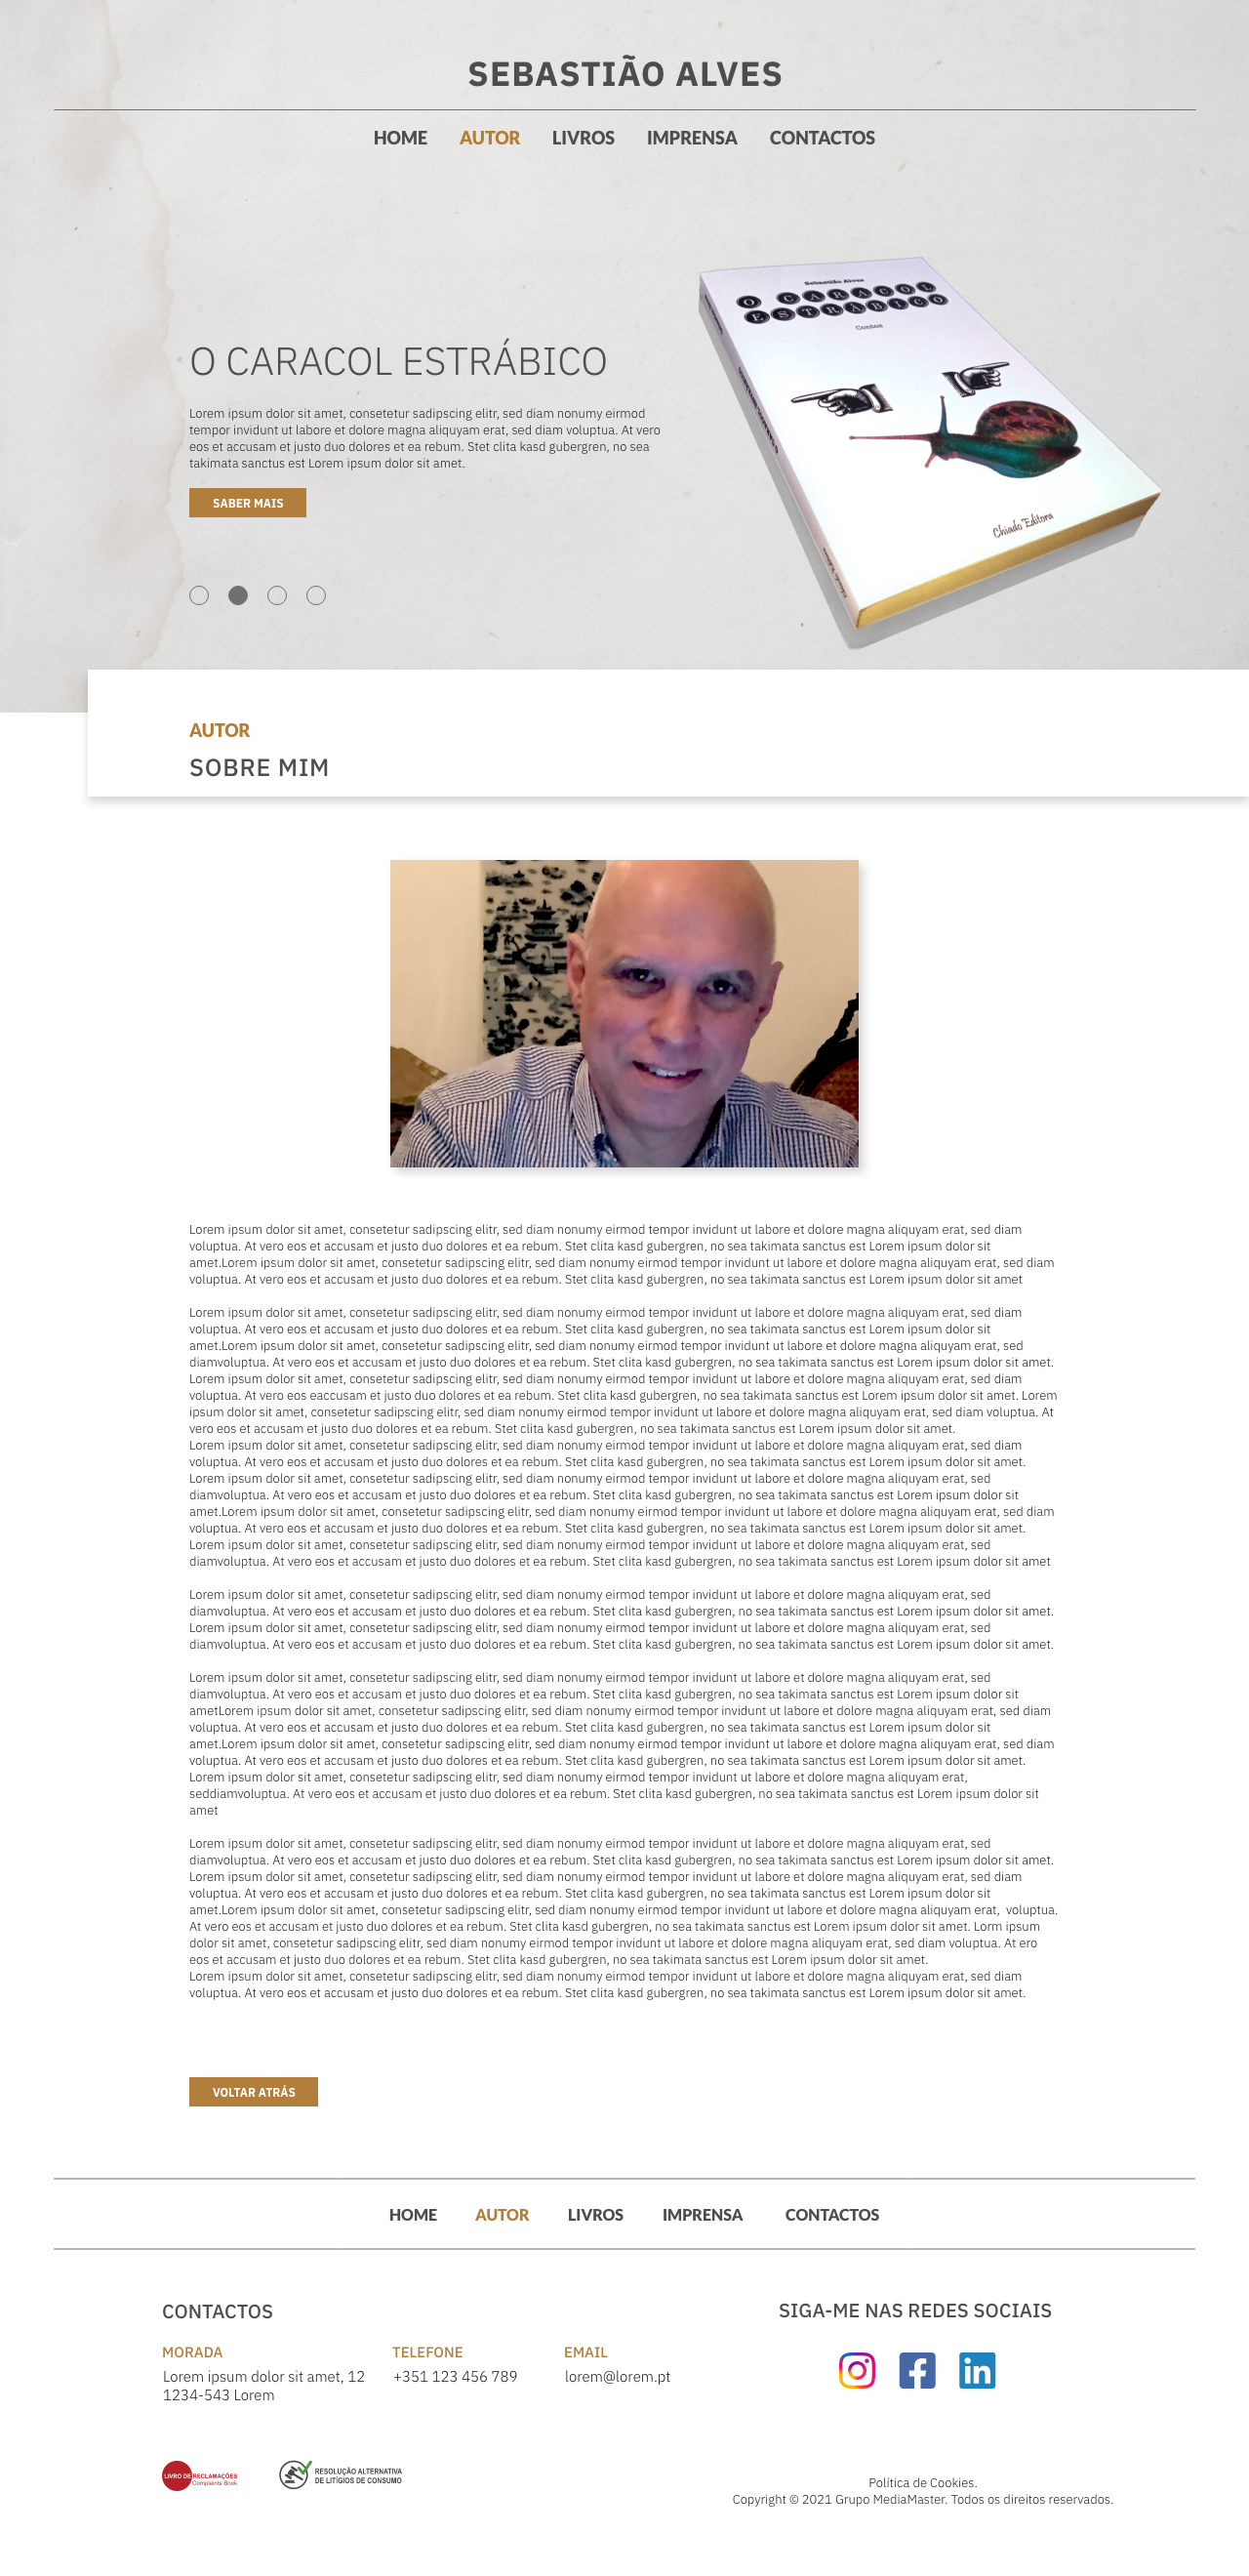 SEBASTIÃO ALVES
HOME AUTOR LIVROS IMPRENSA CONTACTOS
Sebastião Alves
O CARACOL
ESTRÁBICO
Contos
Chiado Editora
O CARACOL ESTRÁBICO
Lorem ipsum dolor sit amet, consetetur sadipscing elitr, sed diam nonumy eirmod
tempor invidunt ut labore et dolore magna aliquyam erat, sed diam voluptua. At vero
eos et accusam et justo duo dolores et ea rebum. Stet clita kasd gubergren, no sea
takimata sanctus est Lorem ipsum dolor sit amet.
SABER MAIS
AUTOR
SOBRE MIM
Lorem ipsum dolor sit amet, consetetur sadipscing elitr, sed diam nonumy eirmod tempor invidunt ut labore et dolore magna aliquyam erat, sed diam
voluptua. At vero eos et accusam et justo duo dolores et ea rebum. Stet clita kasd gubergren, no sea takimata sanctus est Lorem ipsum dolor sit
amet.Lorem ipsum dolor sit amet, consetetur sadipscing elitr, sed diam nonumy eirmod tempor invidunt ut labore et dolore magna aliquyam erat, sed diam
voluptua. At vero eos et accusam et justo duo dolores et ea rebum. Stet clita kasd gubergren, no sea takimata sanctus est Lorem ipsum dolor sit amet
Lorem ipsum dolor sit amet, consetetur sadipscing elitr, sed diam nonumy eirmod tempor invidunt ut labore et dolore magna aliquyam erat, sed diam
voluptua. At vero eos et accusam et justo duo dolores et ea rebum. Stet clita kasd gubergren, no sea takimata sanctus est Lorem ipsum dolor sit
amet.Lorem ipsum dolor sit amet, consetetur sadipscing elitr, sed diam nonumy eirmod tempor invidunt ut labore et dolore magna aliquyam erat, sed
diamvoluptua. At vero eos et accusam et justo duo dolores et ea rebum. Stet clita kasd gubergren, no sea takimata sanctus est Lorem ipsum dolor sit amet.
Lorem ipsum dolor sit amet, consetetur sadipscing elitr, sed diam nonumy eirmod tempor invidunt ut labore et dolore magna aliquyam erat, sed diam
voluptua. At vero eos eaccusam et justo duo dolores et ea rebum. Stet clita kasd gubergren, no sea takimata sanctus est Lorem ipsum dolor sit amet. Lorem
ipsum dolor sit amet, consetetur sadipscing elitr, sed diam nonumy eirmod tempor invidunt ut labore et dolore magna aliquyam erat, sed diam voluptua. At
vero eos et accusam et justo duo dolores et ea rebum. Stet clita kasd gubergren, no sea takimata sanctus est Lorem ipsum dolor sit amet.
Lorem ipsum dolor sit amet, consetetur sadipscing elitr, sed diam nonumy eirmod tempor invidunt ut labore et dolore magna aliquyam erat, sed diam
voluptua. At vero eos et accusam et justo duo dolores et ea rebum. Stet clita kasd gubergren, no sea takimata sanctus est Lorem ipsum dolor sit amet.
Lorem ipsum dolor sit amet, consetetur sadipscing elitr, sed diam nonumy eirmod tempor invidunt ut labore et dolore magna aliquyam erat, sed
diamvoluptua. At vero eos et accusam et justo duo dolores et ea rebum. Stet clita kasd gubergren, no sea takimata sanctus est Lorem ipsum dolor sit
amet.Lorem ipsum dolor sit amet, consetetur sadipscing elitr, sed diam nonumy eirmod tempor invidunt ut labore et dolore magna aliquyam erat, sed diam
voluptua. At vero eos et accusam et justo duo dolores et ea rebum. Stet clita kasd gubergren, no sea takimata sanctus est Lorem ipsum dolor sit amet.
Lorem ipsum dolor sit amet, consetetur sadipscing elitr, sed diam nonumy eirmod tempor invidunt ut labore et dolore magna aliquyam erat, sed
diamvoluptua. At vero eos et accusam et justo duo dolores et ea rebum. Stet clita kasd gubergren, no sea takimata sanctus est Lorem ipsum dolor sit amet
Lorem ipsum dolor sit amet, consetetur sadipscing elitr, sed diam nonumy eirmod tempor invidunt ut labore et dolore magna aliquyam erat, sed
diamvoluptua. At vero eos et accusam et justo duo dolores et ea rebum. Stet clita kasd gubergren, no sea takimata sanctus est Lorem ipsum dolor sit amet.
Lorem ipsum dolor sit amet, consetetur sadipscing elitr, sed diam nonumy eirmod tempor invidunt ut labore et dolore magna aliquyam erat, sed
diamvoluptua. At vero eos et accusam et justo duo dolores et ea rebum. Stet clita kasd gubergren, no sea takimata sanctus est Lorem ipsum dolor sit amet.
Lorem ipsum dolor sit amet, consetetur sadipscing elitr, sed diam nonumy eirmod tempor invidunt ut labore et dolore magna aliquyam erat, sed
diamvoluptua. At vero eos et accusam et justo duo dolores et ea rebum. Stet clita kasd gubergren, no sea takimata sanctus est Lorem ipsum dolor sit
ametLorem ipsum dolor sit amet, consetetur sadipscing elitr, sed diam nonumy eirmod tempor invidunt ut labore et dolore magna aliquyam erat, sed diam
voluptua. At vero eos et accusam et justo duo dolores et ea rebum. Stet clita kasd gubergren, no sea takimata sanctus est Lorem ipsum dolor sit
amet.Lorem ipsum dolor sit amet, consetetur sadipscing elitr, sed diam nonumy eirmod tempor invidunt ut labore et dolore magna aliquyam erat, sed diam
voluptua. At vero eos et accusam et justo duo dolores et ea rebum. Stet clita kasd gubergren, no sea takimata sanctus est Lorem ipsum dolor sit amet.
Lorem ipsum dolor sit amet, consetetur sadipscing elitr, sed diam nonumy eirmod tempor invidunt ut labore et dolore magna aliquyam erat,
seddiamvoluptua. At vero eos et accusam et justo duo dolores et ea rebum. Stet clita kasd gubergren, no sea takimata sanctus est Lorem ipsum dolor sit
amet
Lorem ipsum dolor sit amet, consetetur sadipscing elitr, sed diam nonumy eirmod tempor invidunt ut labore et dolore magna aliquyam erat, sed
diamvoluptua. At vero eos et accusam et justo duo dolores et ea rebum. Stet clita kasd gubergren, no sea takimata sanctus est Lorem ipsum dolor sit amet.
Lorem ipsum dolor sit amet, consetetur sadipscing elitr, sed diam nonumy eirmod tempor invidunt ut labore et dolore magna aliquyam erat, sed diam
voluptua. At vero eos et accusam et justo duo dolores et ea rebum. Stet clita kasd gubergren, no sea takimata sanctus est Lorem ipsum dolor sit
amet.Lorem ipsum dolor sit amet, consetetur sadipscing elitr, sed diam nonumy eirmod tempor invidunt ut labore et dolore magna aliquyam erat, voluptua.
At vero eos et accusam et justo duo dolores et ea rebum. Stet clita kasd gubergren, no sea takimata sanctus est Lorem ipsum dolor sit amet. Lorm ipsum
dolor sit amet, consetetur sadipscing elitr, sed diam nonumy eirmod tempor invidunt ut labore et dolore magna aliquyam erat, sed diam voluptua. At ero
eos et accusam et justo duo dolores et ea rebum. Stet clita kasd gubergren, no sea takimata sanctus est Lorem ipsum dolor sit amet.
Lorem ipsum dolor sit amet, consetetur sadipscing elitr, sed diam nonumy eirmod tempor invidunt ut labore et dolore magna aliquyam erat, sed diam
voluptua. At vero eos et accusam et justo duo dolores et ea rebum. Stet clita kasd gubergren, no sea takimata sanctus est Lorem ipsum dolor sit amet.
VOLTAR ATRÁS
HOME AUTOR LIVROS IMPRENSA CONTACTOS
CONTACTOS
MORADA
Lorem ipsum dolor sit amet, 12
1234-543 Lorem
TELEFONE
+351 123 456 789
EMAIL
lorem@lorem.pt
SIGA-ME NAS REDES SOCIAIS
in
LIVRO DE RECLAMAÇÕES
Complaints Book
RESOLUÇÃO ALTERNATIVA
DE LITÍGIOS DE CONSUMO
Política de Cookies.
Copyright © 2021 Grupo MediaMaster. Todos os direitos reservados.